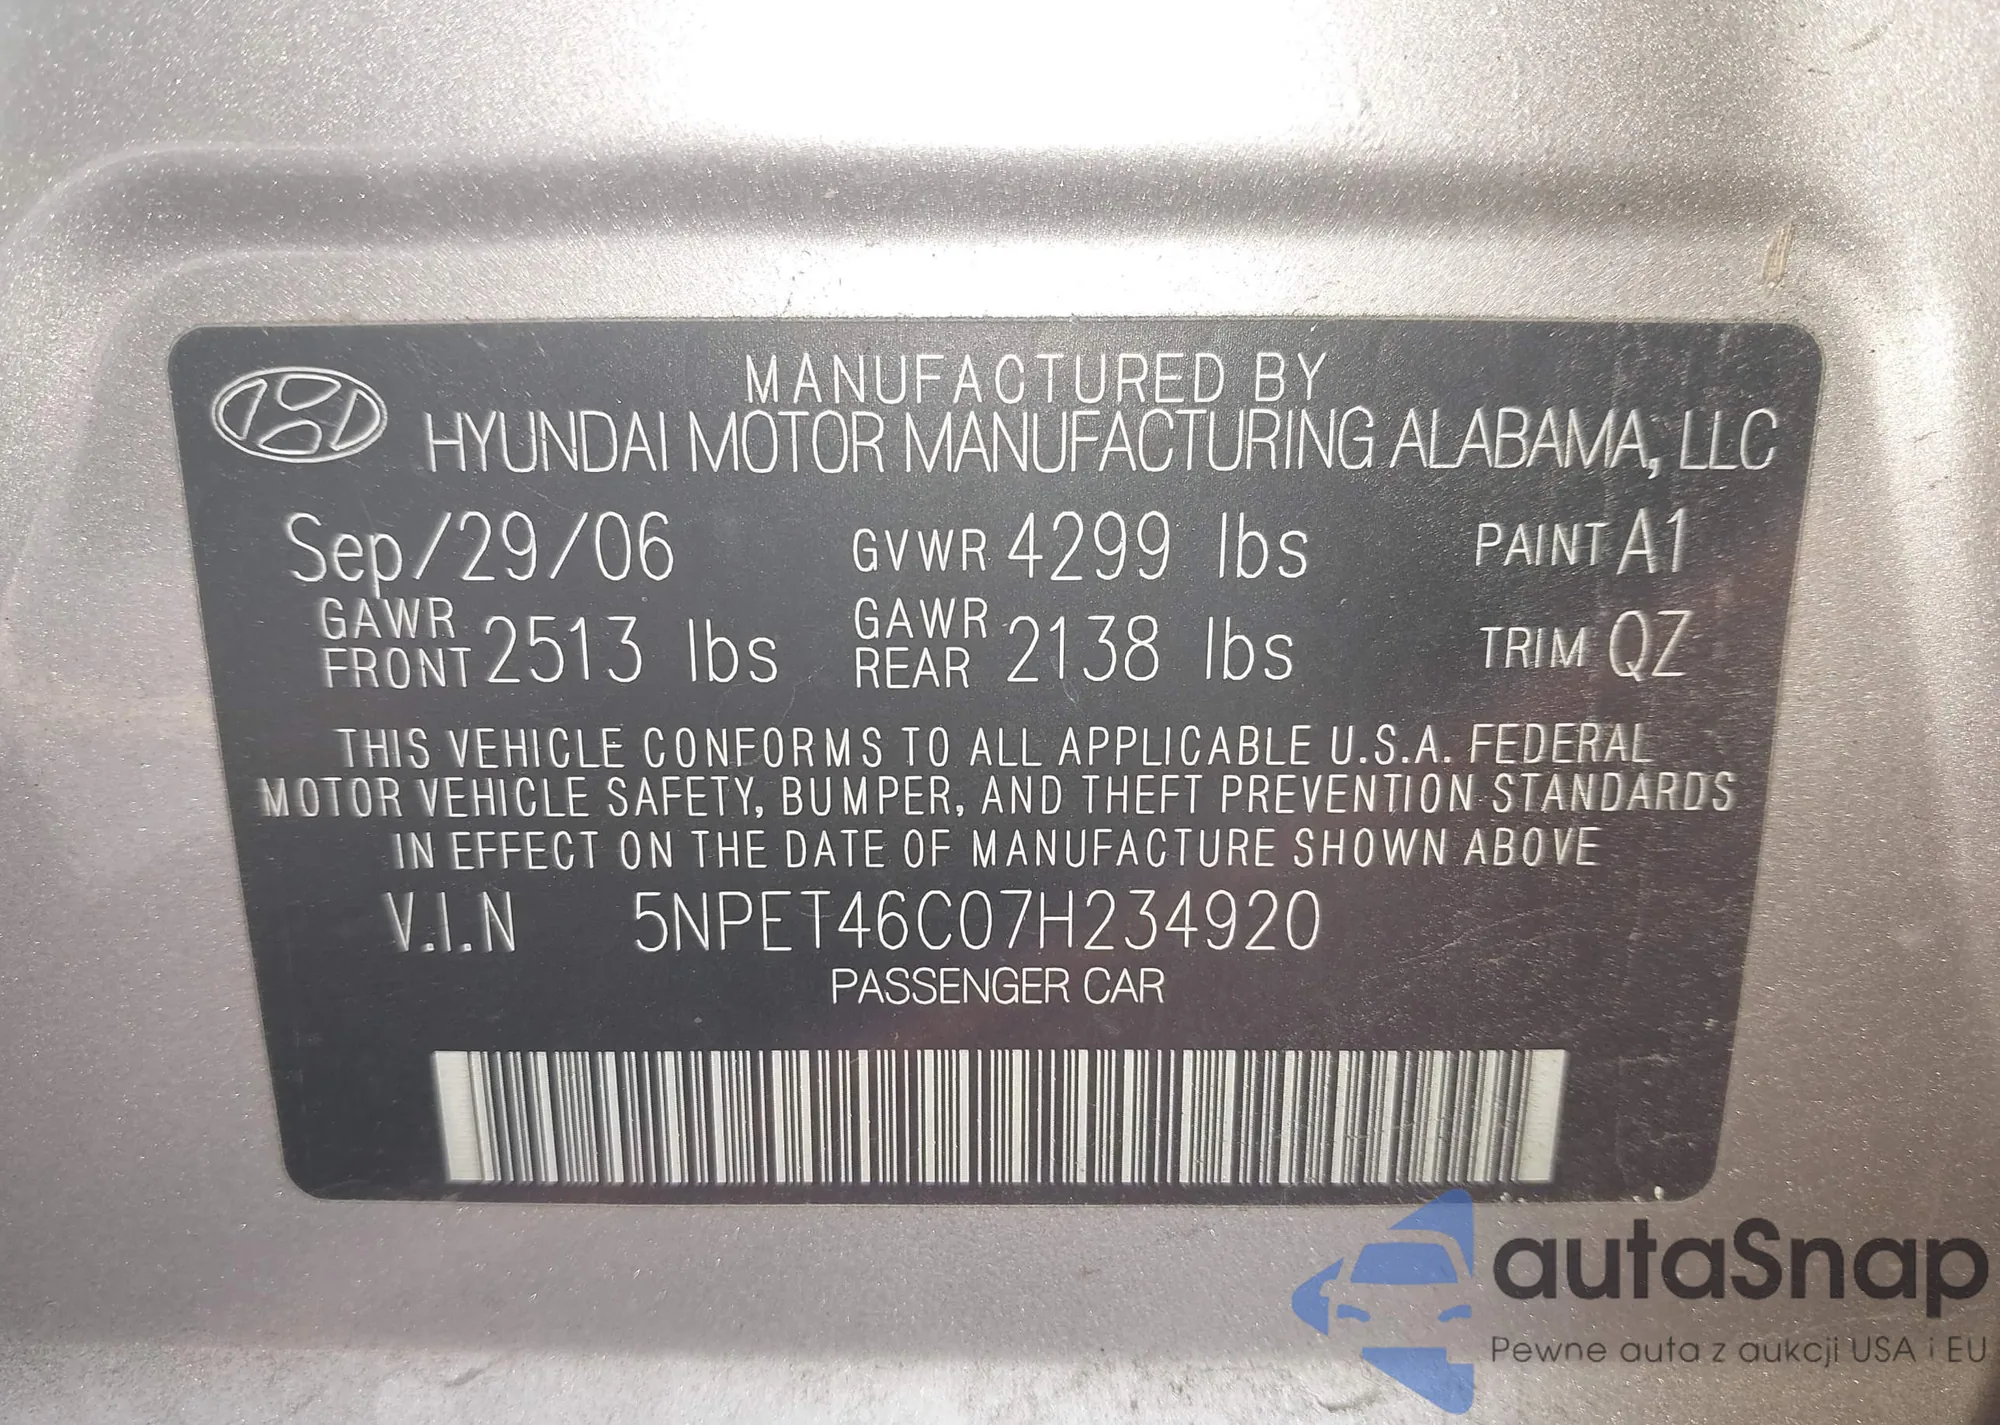 MANUFACTURED BY
HYUNDAI MOTOR MANUFACTURING ALABAMA, LLC
Sep/29/06 GVWR 4299 lbs PAINT A1
GAWR FRONT 2513 lbs GAWR REAR 2138 lbs TRIM QZ
THIS VEHICLE CONFORMS TO ALL APPLICABLE U.S.A. FEDERAL
MOTOR VEHICLE SAFETY, BUMPER, AND THEFT PREVENTION STANDARDS
IN EFFECT ON THE DATE OF MANUFACTURE SHOWN ABOVE
V.I.N 5NPET46C07H234920
PASSENGER CAR
autaSnap
Pewne auta z aukcji USA i EU